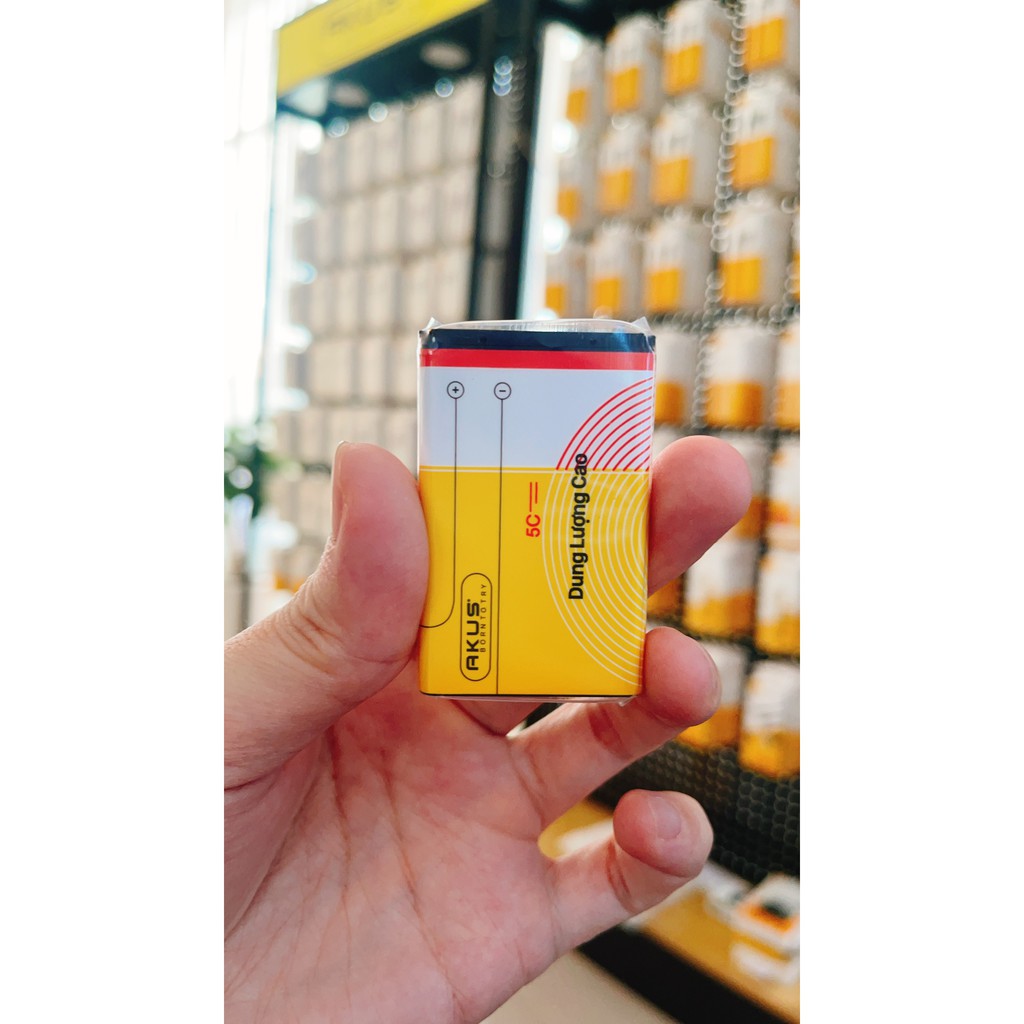 +
−
5C
Dung Lượng Cao
AKUS®
BORN TO TRY